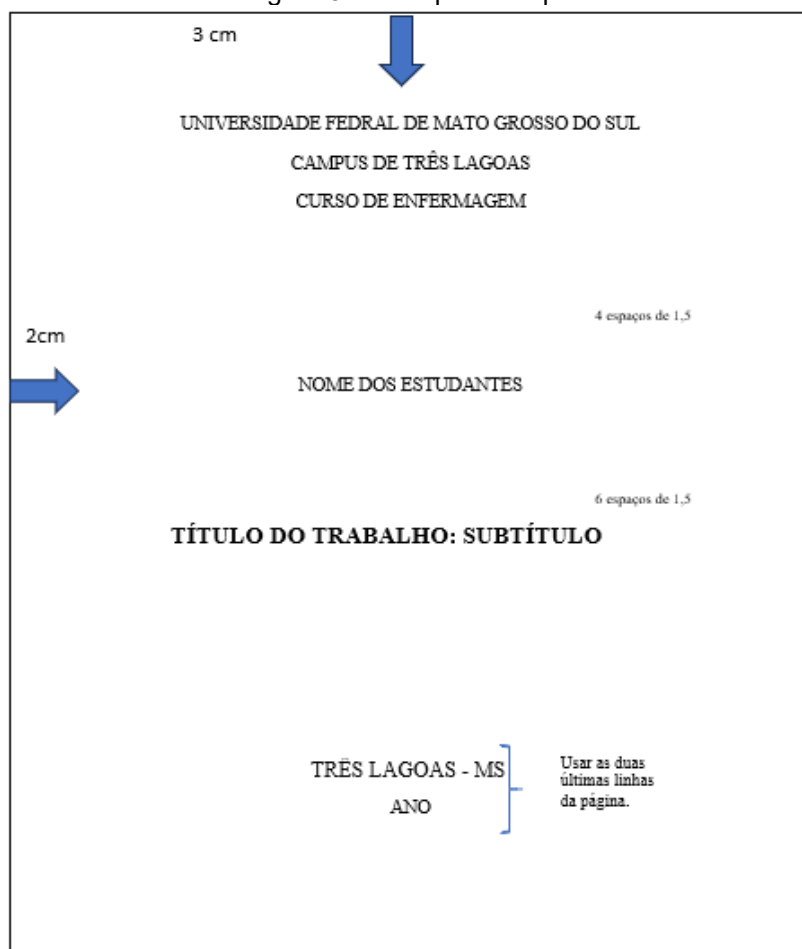 3 cm
UNIVERSIDADE FEDRAL DE MATO GROSSO DO SUL
CAMPUS DE TRÊS LAGOAS
CURSO DE ENFERMAGEM
4 espaços de 1,5
2cm
NOME DOS ESTUDANTES
6 espaços de 1,5
TÍTULO DO TRABALHO: SUBTÍTULO
TRÊS LAGOAS - MS
ANO
Usar as duas
últimas linhas
da página.